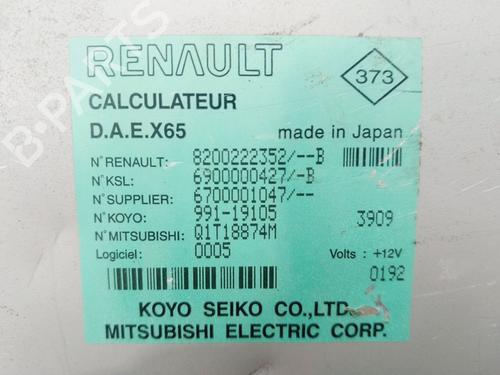 RENAULT
373
CALCULATEUR
D.A.E.X65
made in Japan
N°RENAULT: 8200222352/--B
N°KSL: 6900000427/-B
N°SUPPLIER: 6700001047/--
N°KOYO: 991-19105 3909
N°MITSUBISHI: Q1T18874M
Logiciel: 0005 Volts: +12V
0192
KOYO SEIKO CO.,LTD.
MITSUBISHI ELECTRIC CORP.
B-PARTS